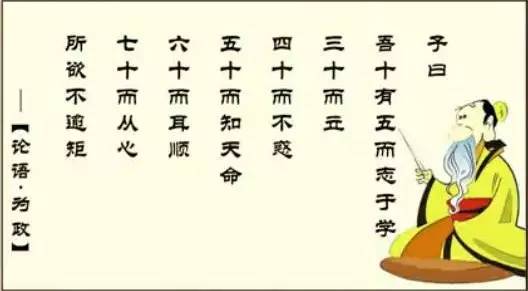 子曰
吾十有五而志于学
三十而立
四十而不惑
五十而知天命
六十而耳顺
七十而从心
所欲不逾矩
——【论语·为政】